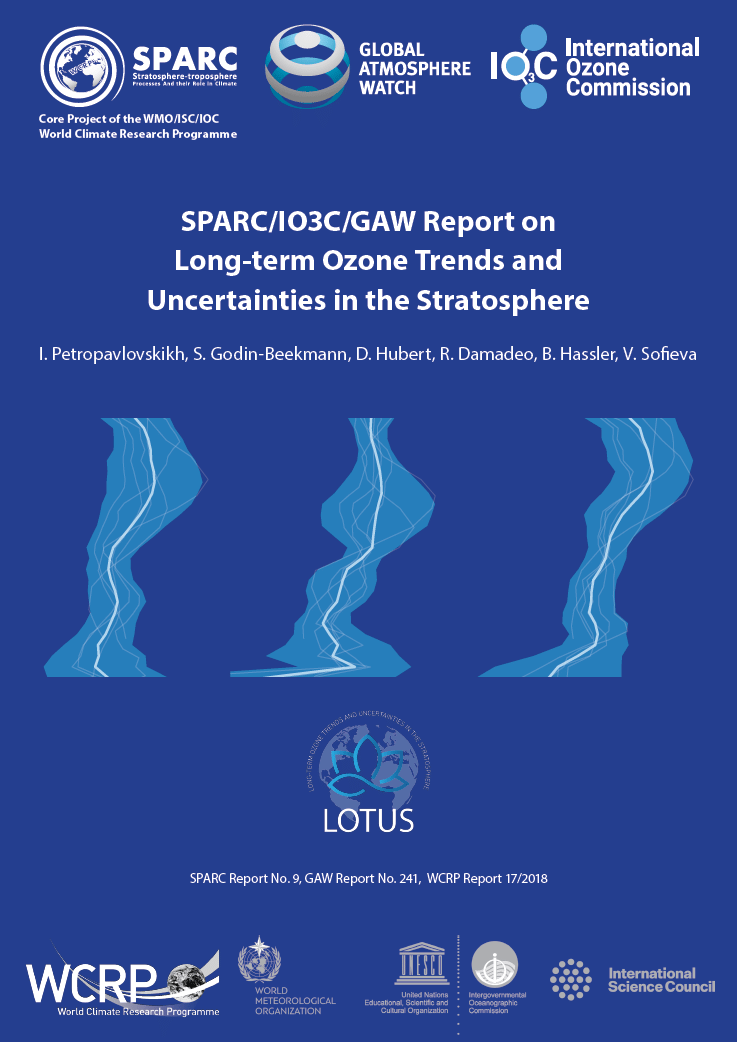 SPARC
Stratosphere-troposphere
Processes And their Role in Climate
WCRP
Core Project of the WMO/ISC/IOC
World Climate Research Programme
GLOBAL
ATMOSPHERE
WATCH
IO3C
International
Ozone
Commission
SPARC/IO3C/GAW Report on
Long-term Ozone Trends and
Uncertainties in the Stratosphere
I. Petropavlovskikh, S. Godin-Beekmann, D. Hubert, R. Damadeo, B. Hassler, V. Sofieva
LONG-TERM OZONE TRENDS AND UNCERTAINTIES IN THE STRATOSPHERE
LOTUS
SPARC Report No. 9, GAW Report No. 241, WCRP Report 17/2018
WCRP
World Climate Research Programme
WORLD
METEOROLOGICAL
ORGANIZATION
UNESCO
United Nations
Educational, Scientific and
Cultural Organization
Intergovernmental
Oceanographic
Commission
International
Science Council